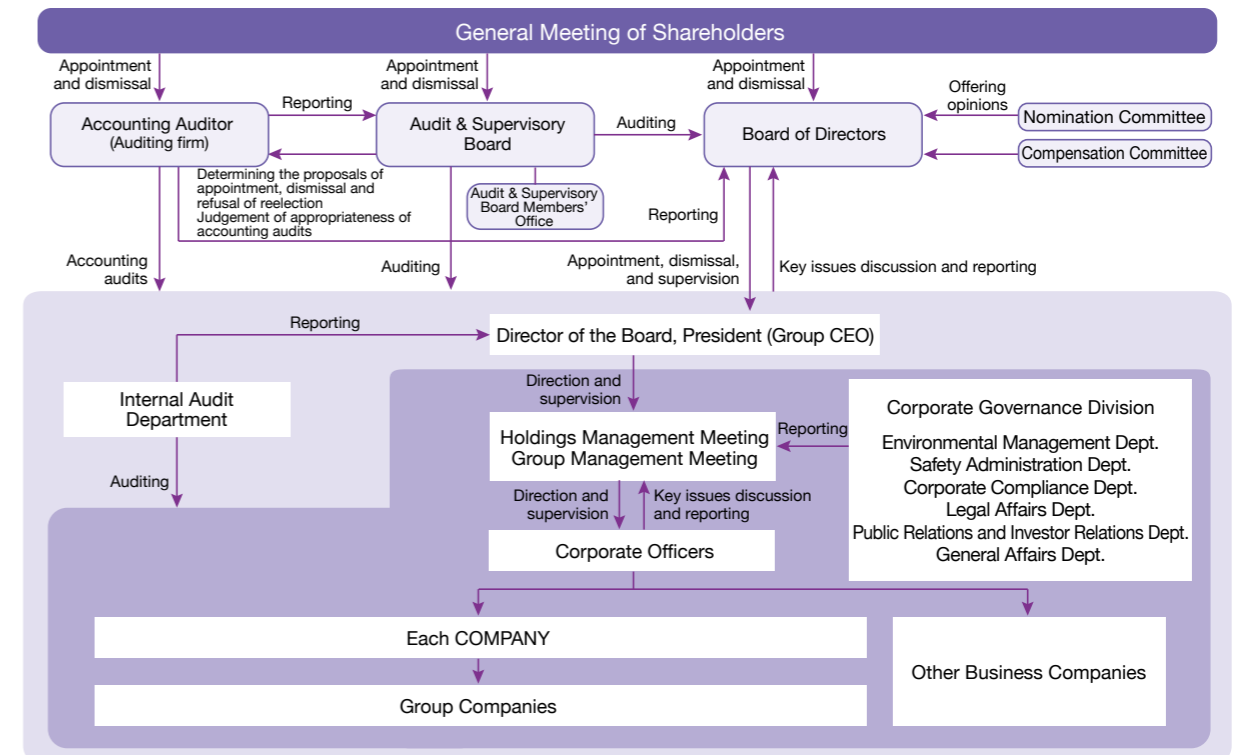 General Meeting of Shareholders
Appointment
and dismissal
Appointment
and dismissal
Appointment
and dismissal
Accounting Auditor
(Auditing firm)
Reporting
Audit & Supervisory
Board
Auditing
Board of Directors
Offering
opinions
Nomination Committee
Compensation Committee
Determining the proposals of
appointment, dismissal and
refusal of reelection
Judgement of appropriateness of
accounting audits
Audit & Supervisory
Board Members’
Office
Reporting
Accounting
audits
Auditing
Appointment, dismissal,
and supervision
Key issues discussion and reporting
Reporting
Director of the Board, President (Group CEO)
Internal Audit
Department
Auditing
Direction and
supervision
Holdings Management Meeting
Group Management Meeting
Reporting
Corporate Governance Division
Environmental Management Dept.
Safety Administration Dept.
Corporate Compliance Dept.
Legal Affairs Dept.
Public Relations and Investor Relations Dept.
General Affairs Dept.
Direction and
supervision
Key issues discussion
and reporting
Corporate Officers
Each COMPANY
Group Companies
Other Business Companies